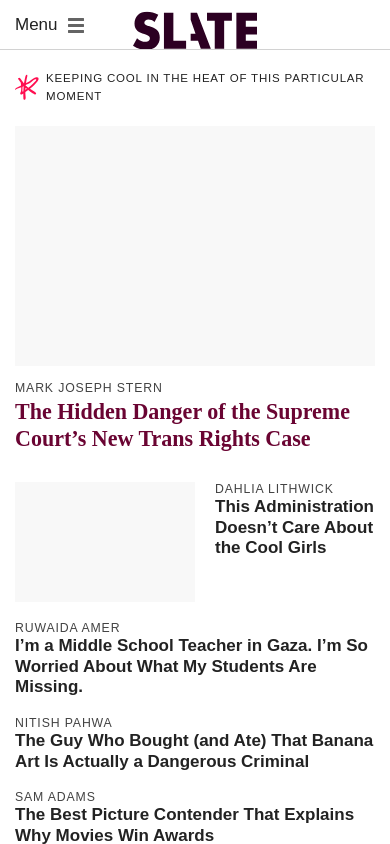 Menu
SLATE
KEEPING COOL IN THE HEAT OF THIS PARTICULAR
MOMENT
MARK JOSEPH STERN
The Hidden Danger of the Supreme
Court’s New Trans Rights Case
DAHLIA LITHWICK
This Administration
Doesn’t Care About
the Cool Girls
RUWAIDA AMER
I’m a Middle School Teacher in Gaza. I’m So
Worried About What My Students Are
Missing.
NITISH PAHWA
The Guy Who Bought (and Ate) That Banana
Art Is Actually a Dangerous Criminal
SAM ADAMS
The Best Picture Contender That Explains
Why Movies Win Awards